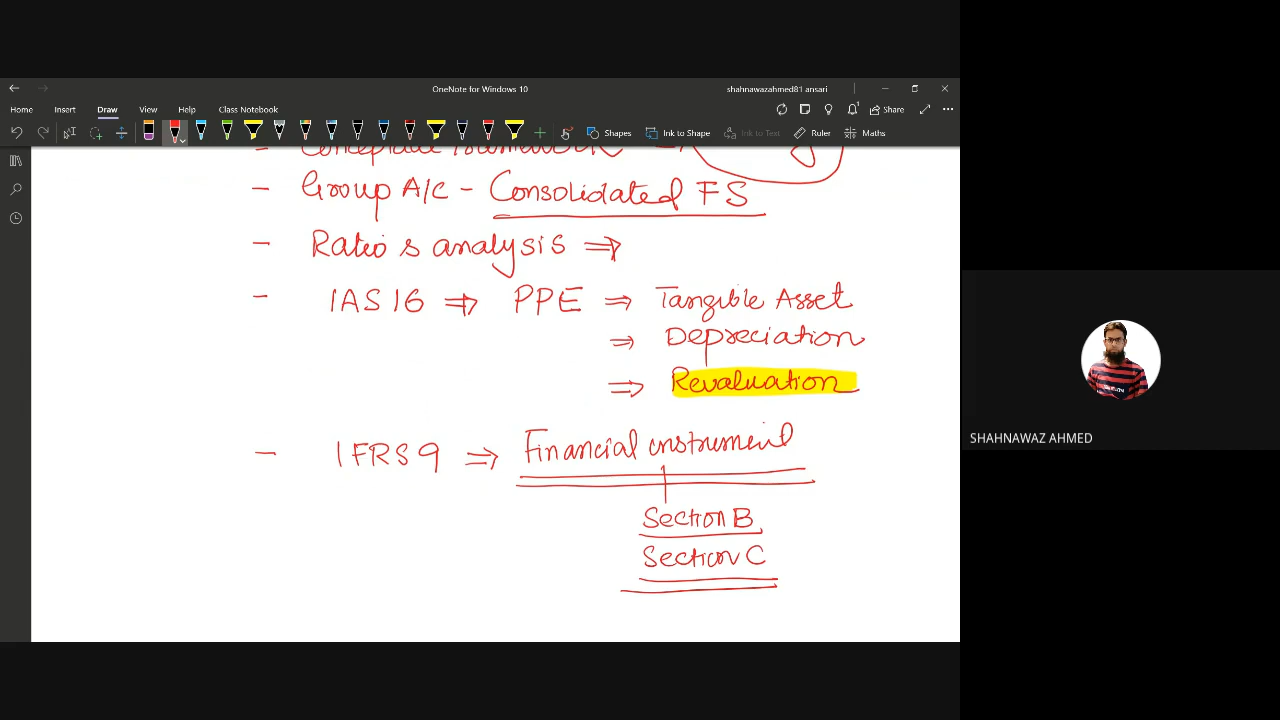 OneNote for Windows 10
shahnawazahmed81 ansari
Home Insert Draw View Help Class Notebook
Share
Shapes Ink to Shape Ink to Text Ruler Maths
- Group A/C - Consolidated FS
- Ratio s analysis ⇒
- IAS 16 ⇒ PPE ⇒ Tangible Asset
⇒ Depreciation
⇒ Revaluation
- IFRS 9 ⇒ Financial instrument
Section B
Section C
SHAHNAWAZ AHMED